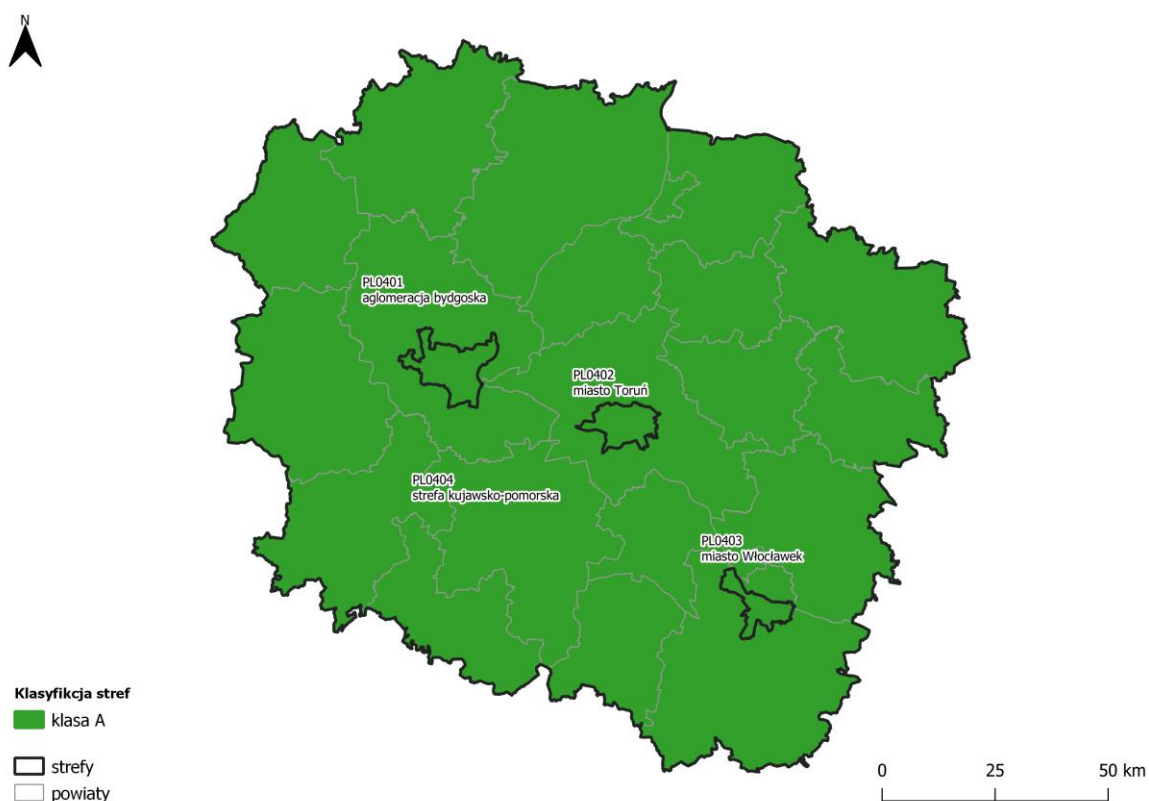 N
PL0401
aglomeracja bydgoska
PL0402
miasto Toruń
PL0404
strefa kujawsko-pomorska
PL0403
miasto Włocławek
Klasyfikcja stref
klasa A
strefy
powiaty
0 25 50 km